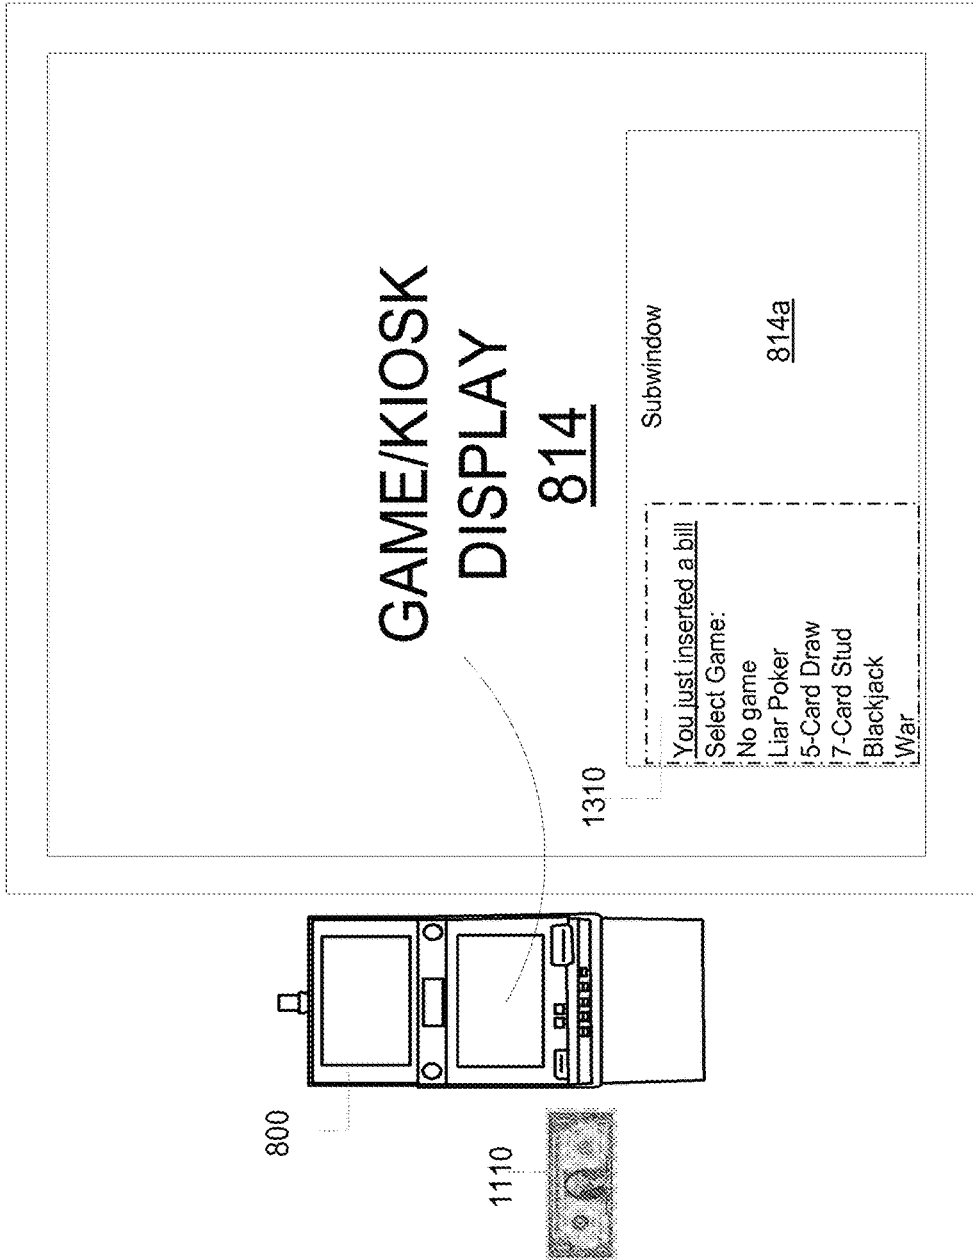 GAME/KIOSK
DISPLAY
814
Subwindow
814a
You just inserted a bill
Select Game:
No game
Liar Poker
5-Card Draw
7-Card Stud
Blackjack
War
1310
800
1110